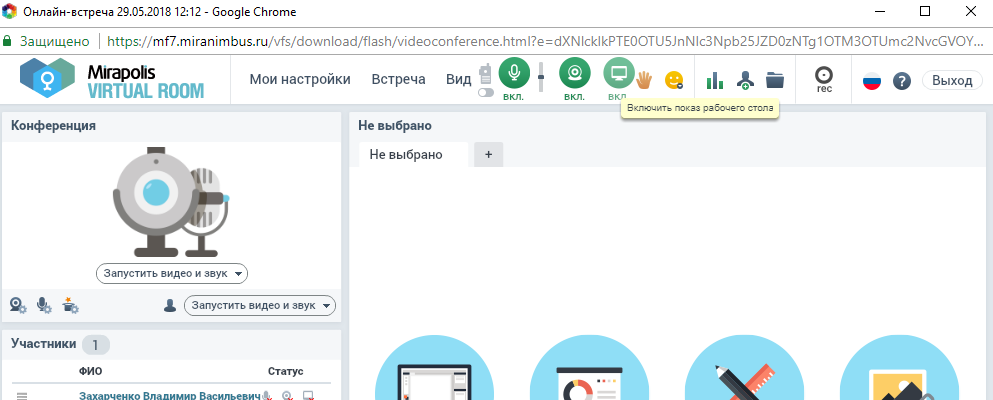 Онлайн-встреча 29.05.2018 12:12 - Google Chrome
Защищено https://mf7.miranimbus.ru/vfs/download/flash/videoconference.html?e=dXNlcklkPTE0OTU5JnNlc3Npb25JZD0zNTg1OTM3OTUmc2NvcGVOY...
Mirapolis
VIRTUAL ROOM
Мои настройки Встреча Вид вкл. вкл. вкл. rec ? Выход
Включить показ рабочего стола
Конференция
Не выбрано
Не выбрано +
Запустить видео и звук
Запустить видео и звук
Участники 1
ФИО Статус
Захарченко Владимир Васильевич